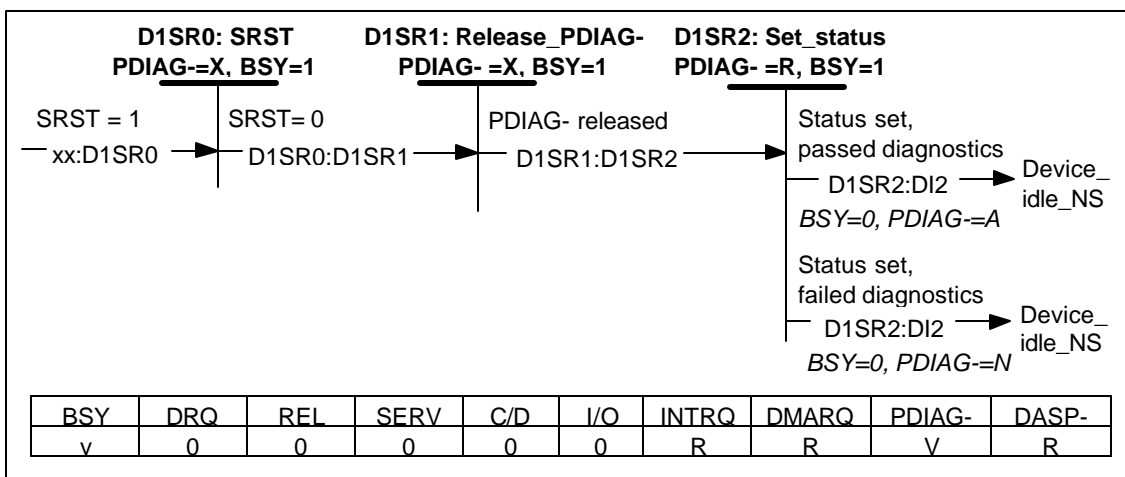 D1SR0: SRST
PDIAG-=X, BSY=1
D1SR1: Release_PDIAG-
PDIAG- =X, BSY=1
D1SR2: Set_status
PDIAG- =R, BSY=1
SRST = 1
xx:D1SR0
SRST= 0
D1SR0:D1SR1
PDIAG- released
D1SR1:D1SR2
Status set,
passed diagnostics
D1SR2:DI2
BSY=0, PDIAG-=A
Device_
idle_NS
Status set,
failed diagnostics
D1SR2:DI2
BSY=0, PDIAG-=N
Device_
idle_NS
BSY DRQ REL SERV C/D I/O INTRQ DMARQ PDIAG- DASP-
v 0 0 0 0 0 R R V R